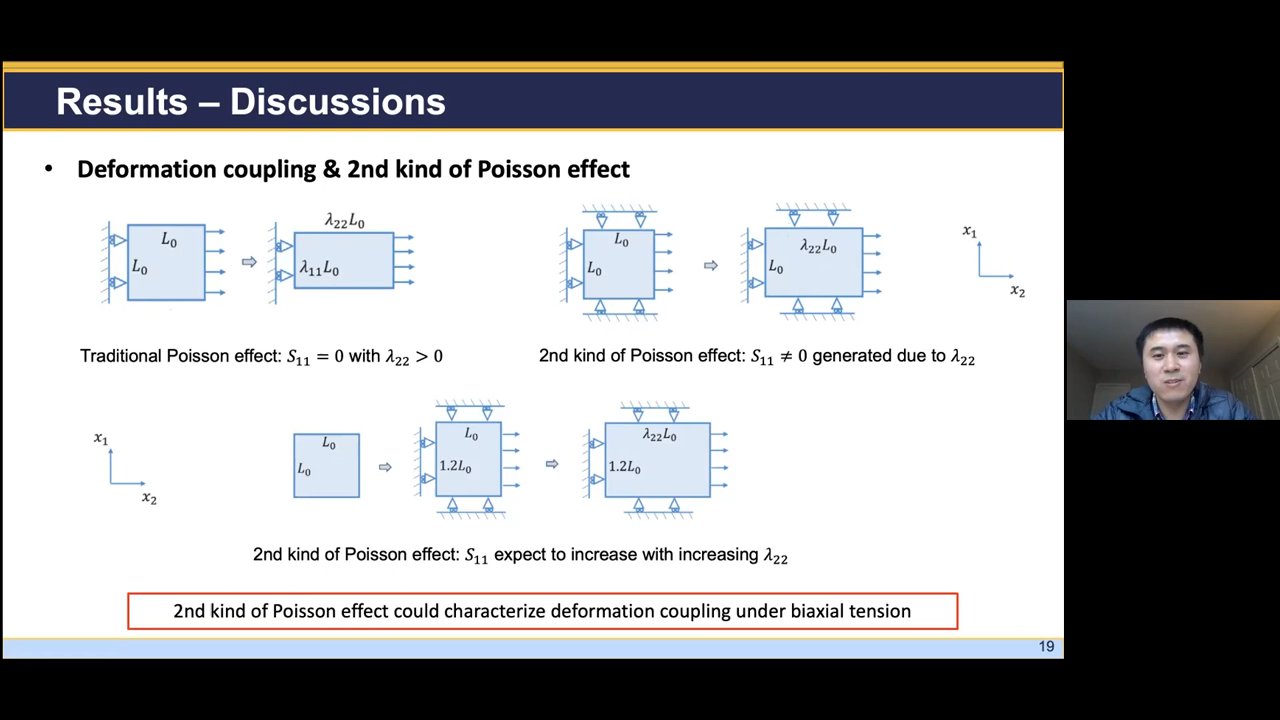 Results – Discussions
• Deformation coupling & 2nd kind of Poisson effect
L₀
L₀
λ₂₂L₀
λ₁₁L₀
L₀
L₀
λ₂₂L₀
L₀
x₁
x₂
Traditional Poisson effect: S₁₁ = 0 with λ₂₂ > 0
2nd kind of Poisson effect: S₁₁ ≠ 0 generated due to λ₂₂
x₁
x₂
L₀
L₀
L₀
1.2L₀
λ₂₂L₀
1.2L₀
2nd kind of Poisson effect: S₁₁ expect to increase with increasing λ₂₂
2nd kind of Poisson effect could characterize deformation coupling under biaxial tension
19